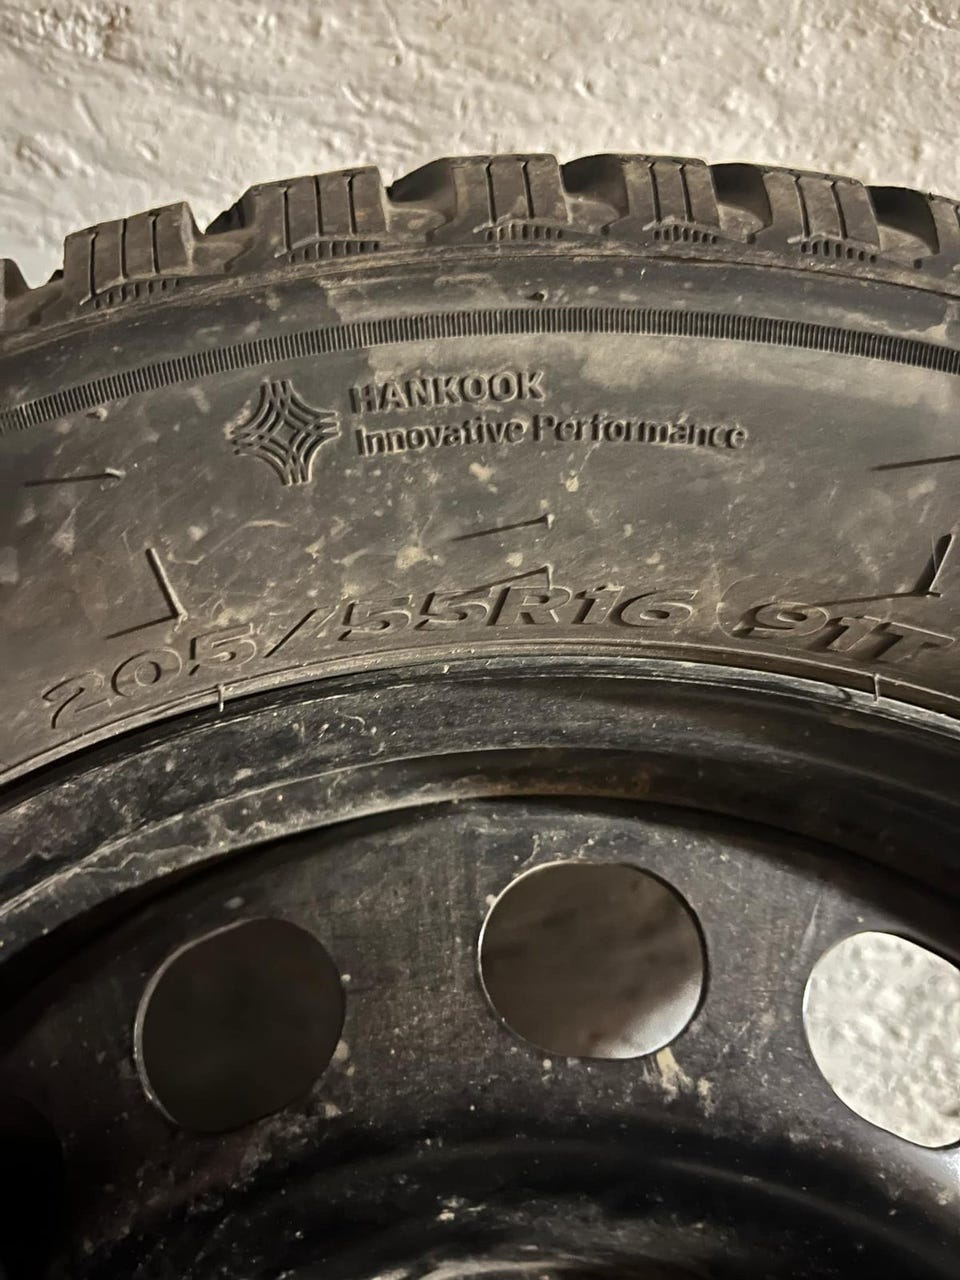 HANKOOK
Innovative Performance
205/55R16 91T